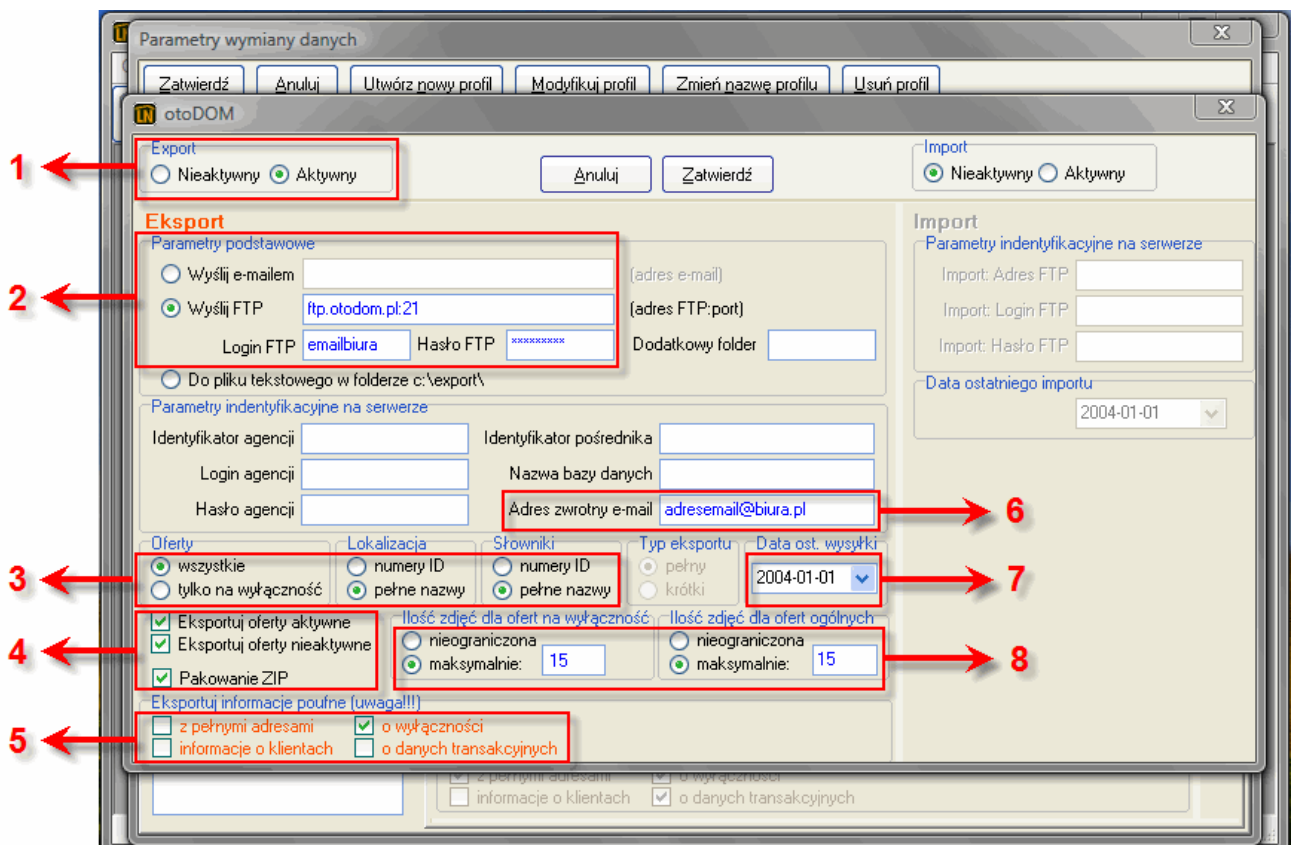 Parametry wymiany danych
Zatwierdź Anuluj Utwórz nowy profil Modyfikuj profil Zmień nazwę profilu Usuń profil
otoDOM
1
Export
Nieaktywny Aktywny
Anuluj Zatwierdź
Import
Nieaktywny Aktywny
Eksport
Parametry podstawowe
2
Wyślij e-mailem (adres e-mail)
Wyślij FTP ftp.otodom.pl:21 (adres FTP:port)
Login FTP emailbiura Hasło FTP ********* Dodatkowy folder
Do pliku tekstowego w folderze c:\export\
Import
Parametry indentyfikacyjne na serwerze
Import: Adres FTP
Import: Login FTP
Import: Hasło FTP
Data ostatniego importu
2004-01-01
Parametry indentyfikacyjne na serwerze
Identyfikator agencji Identyfikator pośrednika
Login agencji Nazwa bazy danych
Hasło agencji Adres zwrotny e-mail adresemail@biura.pl
6
3
Oferty
wszystkie
tylko na wyłączność
Lokalizacja
numery ID
pełne nazwy
Słowniki
numery ID
pełne nazwy
Typ eksportu
pełny
krótki
Data ost. wysyłki
2004-01-01
7
4
Eksportuj oferty aktywne
Eksportuj oferty nieaktywne
Pakowanie ZIP
Ilość zdjęć dla ofert na wyłączność
nieograniczona
maksymalnie: 15
Ilość zdjęć dla ofert ogólnych
nieograniczona
maksymalnie: 15
8
5
Eksportuj informacje poufne (uwaga!!!)
z pełnymi adresami o wyłączności
informacje o klientach o danych transakcyjnych
z pełnymi adresami o wyłączności
informacje o klientach o danych transakcyjnych